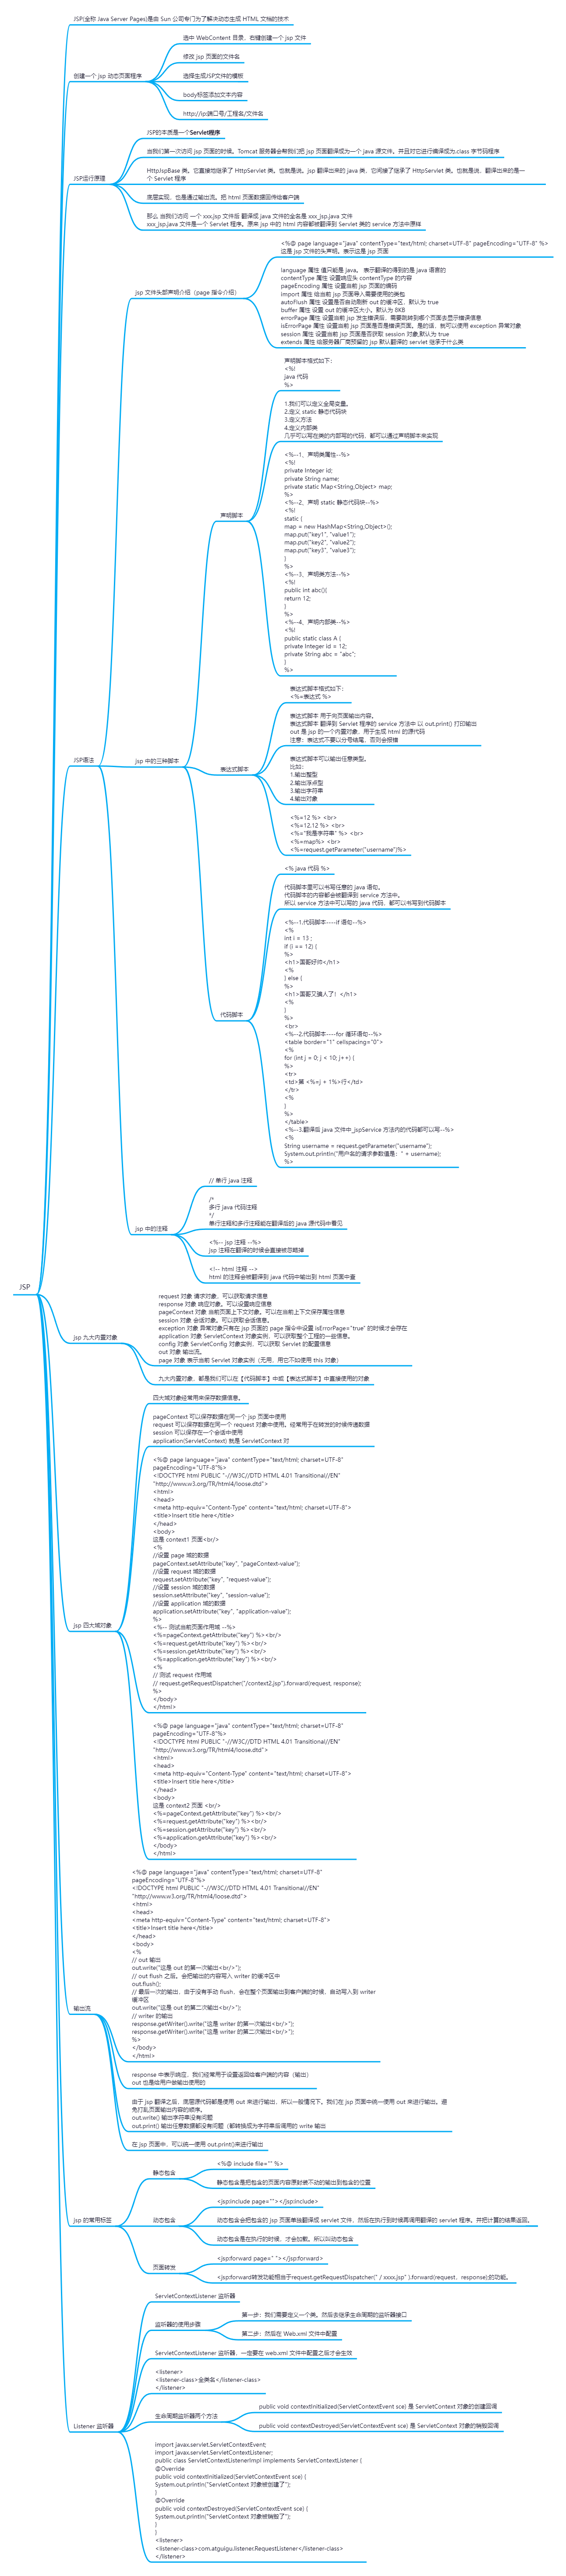 JSP
JSP(全称 Java Server Pages)是由 Sun 公司专门为了解决动态生成 HTML 文档的技术
创建一个 jsp 动态页面程序
选中 WebContent 目录，右键创建一个 jsp 文件
修改 jsp 页面的文件名
选择生成JSP文件的模板
body标签添加文本内容
http://ip:端口号/工程名/文件名
JSP运行原理
JSP的本质是一个Servlet程序
当我们第一次访问 jsp 页面的时候。Tomcat 服务器会帮我们把 jsp 页面翻译成为一个 java 源文件。并且对它进行编译成为.class 字节码程序
HttpJspBase 类。它直接地继承了 HttpServlet 类。也就是说。jsp 翻译出来的 java 类，它间接了继承了 HttpServlet 类。也就是说，翻译出来的是一
个 Servlet 程序
底层实现，也是通过输出流。把 html 页面数据回传给客户端
那么 当我们访问 一个 xxx.jsp 文件后 翻译成 java 文件的全名是 xxx_jsp.java 文件
xxx_jsp.java 文件是一个 Servlet 程序。原来 jsp 中的 html 内容都被翻译到 Servlet 类的 service 方法中原样
JSP语法
jsp 文件头部声明介绍（page 指令介绍）
<%@ page language="java" contentType="text/html; charset=UTF-8" pageEncoding="UTF-8" %>
这是 jsp 文件的头声明。表示这是 jsp 页面
language 属性 值只能是 java。 表示翻译的得到的是 java 语言的
contentType 属性 设置响应头 contentType 的内容
pageEncoding 属性 设置当前 jsp 页面的编码
import 属性 给当前 jsp 页面导入需要使用的类包
autoFlush 属性 设置是否自动刷新 out 的缓冲区，默认为 true
buffer 属性 设置 out 的缓冲区大小。默认为 8KB
errorPage 属性 设置当前 jsp 发生错误后，需要跳转到哪个页面去显示错误信息
isErrorPage 属性 设置当前 jsp 页面是否是错误页面。是的话，就可以使用 exception 异常对象
session 属性 设置当前 jsp 页面是否获取 session 对象,默认为 true
extends 属性 给服务器厂商预留的 jsp 默认翻译的 servlet 继承于什么类
jsp 中的三种脚本
声明脚本
声明脚本格式如下：
<%!
java 代码
%>
1.我们可以定义全局变量。
2.定义 static 静态代码块
3.定义方法
4.定义内部类
几乎可以写在类的内部写的代码，都可以通过声明脚本来实现
<%--1、声明类属性--%>
<%!
private Integer id;
private String name;
private static Map<String,Object> map;
%>
<%--2、声明 static 静态代码块--%>
<%!
static {
map = new HashMap<String,Object>();
map.put("key1", "value1");
map.put("key2", "value2");
map.put("key3", "value3");
}
%>
<%--3、声明类方法--%>
<%!
public int abc(){
return 12;
}
%>
<%--4、声明内部类--%>
<%!
public static class A {
private Integer id = 12;
private String abc = "abc";
}
%>
表达式脚本
表达式脚本格式如下：
<%=表达式 %>
表达式脚本 用于向页面输出内容。
表达式脚本 翻译到 Servlet 程序的 service 方法中 以 out.print() 打印输出
out 是 jsp 的一个内置对象，用于生成 html 的源代码
注意：表达式不要以分号结尾，否则会报错
表达式脚本可以输出任意类型。
比如：
1.输出整型
2.输出浮点型
3.输出字符串
4.输出对象
<%=12 %> <br>
<%=12.12 %> <br>
<%="我是字符串" %> <br>
<%=map%> <br>
<%=request.getParameter("username")%>
代码脚本
<% java 代码 %>
代码脚本里可以书写任意的 java 语句。
代码脚本的内容都会被翻译到 service 方法中。
所以 service 方法中可以写的 java 代码，都可以书写到代码脚本
<%--1.代码脚本----if 语句--%>
<%
int i = 13 ;
if (i == 12) {
%>
<h1>国哥好帅</h1>
<%
} else {
%>
<h1>国哥又骗人了！</h1>
<%
}
%>
<br>
<%--2.代码脚本----for 循环语句--%>
<table border="1" cellspacing="0">
<%
for (int j = 0; j < 10; j++) {
%>
<tr>
<td>第 <%=j + 1%>行</td>
</tr>
<%
}
%>
</table>
<%--3.翻译后 java 文件中_jspService 方法内的代码都可以写--%>
<%
String username = request.getParameter("username");
System.out.println("用户名的请求参数值是：" + username);
%>
jsp 中的注释
// 单行 java 注释
/*
多行 java 代码注释
*/
单行注释和多行注释能在翻译后的 java 源代码中看见
<%-- jsp 注释 --%>
jsp 注释在翻译的时候会直接被忽略掉
<!-- html 注释 -->
html 的注释会被翻译到 java 代码中输出到 html 页面中查
jsp 九大内置对象
request 对象 请求对象，可以获取请求信息
response 对象 响应对象。可以设置响应信息
pageContext 对象 当前页面上下文对象。可以在当前上下文保存属性信息
session 对象 会话对象。可以获取会话信息。
exception 对象 异常对象只有在 jsp 页面的 page 指令中设置 isErrorPage="true" 的时候才会存在
application 对象 ServletContext 对象实例，可以获取整个工程的一些信息。
config 对象 ServletConfig 对象实例，可以获取 Servlet 的配置信息
out 对象 输出流。
page 对象 表示当前 Servlet 对象实例（无用，用它不如使用 this 对象）
九大内置对象，都是我们可以在【代码脚本】中或【表达式脚本】中直接使用的对象
jsp 四大域对象
四大域对象经常用来保存数据信息。
pageContext 可以保存数据在同一个 jsp 页面中使用
request 可以保存数据在同一个 request 对象中使用。经常用于在转发的时候传递数据
session 可以保存在一个会话中使用
application(ServletContext) 就是 ServletContext 对
<%@ page language="java" contentType="text/html; charset=UTF-8"
pageEncoding="UTF-8"%>
<!DOCTYPE html PUBLIC "-//W3C//DTD HTML 4.01 Transitional//EN"
"http://www.w3.org/TR/html4/loose.dtd">
<html>
<head>
<meta http-equiv="Content-Type" content="text/html; charset=UTF-8">
<title>Insert title here</title>
</head>
<body>
这是 context1 页面<br/>
<%
//设置 page 域的数据
pageContext.setAttribute("key", "pageContext-value");
//设置 request 域的数据
request.setAttribute("key", "request-value");
//设置 session 域的数据
session.setAttribute("key", "session-value");
//设置 application 域的数据
application.setAttribute("key", "application-value");
%>
<%-- 测试当前页面作用域 --%>
<%=pageContext.getAttribute("key") %><br/>
<%=request.getAttribute("key") %><br/>
<%=session.getAttribute("key") %><br/>
<%=application.getAttribute("key") %><br/>
<%
// 测试 request 作用域
// request.getRequestDispatcher("/context2.jsp").forward(request, response);
%>
</body>
</html>
<%@ page language="java" contentType="text/html; charset=UTF-8"
pageEncoding="UTF-8"%>
<!DOCTYPE html PUBLIC "-//W3C//DTD HTML 4.01 Transitional//EN"
"http://www.w3.org/TR/html4/loose.dtd">
<html>
<head>
<meta http-equiv="Content-Type" content="text/html; charset=UTF-8">
<title>Insert title here</title>
</head>
<body>
这是 context2 页面 <br/>
<%=pageContext.getAttribute("key") %><br/>
<%=request.getAttribute("key") %><br/>
<%=session.getAttribute("key") %><br/>
<%=application.getAttribute("key") %><br/>
</body>
</html>
输出流
<%@ page language="java" contentType="text/html; charset=UTF-8"
pageEncoding="UTF-8"%>
<!DOCTYPE html PUBLIC "-//W3C//DTD HTML 4.01 Transitional//EN"
"http://www.w3.org/TR/html4/loose.dtd">
<html>
<head>
<meta http-equiv="Content-Type" content="text/html; charset=UTF-8">
<title>Insert title here</title>
</head>
<body>
<%
// out 输出
out.write("这是 out 的第一次输出<br/>");
// out flush 之后。会把输出的内容写入 writer 的缓冲区中
out.flush();
// 最后一次的输出，由于没有手动 flush，会在整个页面输出到客户端的时候，自动写入到 writer
缓冲区
out.write("这是 out 的第二次输出<br/>");
// writer 的输出
response.getWriter().write("这是 writer 的第一次输出<br/>");
response.getWriter().write("这是 writer 的第二次输出<br/>");
%>
</body>
</html>
response 中表示响应，我们经常用于设置返回给客户端的内容（输出）
out 也是给用户做输出使用的
由于 jsp 翻译之后，底层源代码都是使用 out 来进行输出，所以一般情况下。我们在 jsp 页面中统一使用 out 来进行输出。避
免打乱页面输出内容的顺序。
out.write() 输出字符串没有问题
out.print() 输出任意数据都没有问题（都转换成为字符串后调用的 write 输出
在 jsp 页面中，可以统一使用 out.print()来进行输出
jsp 的常用标签
静态包含
<%@ include file="" %>
静态包含是把包含的页面内容原封装不动的输出到包含的位置
动态包含
<jsp:include page=""></jsp:include>
动态包含会把包含的 jsp 页面单独翻译成 servlet 文件，然后在执行到时候再调用翻译的 servlet 程序。并把计算的结果返回。
动态包含是在执行的时候，才会加载。所以叫动态包含
页面转发
<jsp:forward page=" "></jsp:forward>
<jsp:forward转发功能相当于request.getRequestDispatcher(" / xxxx.jsp" ).forward(request，response);的功能。
Listener 监听器
ServletContextListener 监听器
监听器的使用步骤
第一步：我们需要定义一个类。然后去继承生命周期的监听器接口
第二步：然后在 Web.xml 文件中配置
ServletContextListener 监听器，一定要在 web.xml 文件中配置之后才会生效
<listener>
<listener-class>全类名</listener-class>
</listener>
生命周期监听器两个方法
public void contextInitialized(ServletContextEvent sce) 是 ServletContext 对象的创建回调
public void contextDestroyed(ServletContextEvent sce) 是 ServletContext 对象的销毁回调
import javax.servlet.ServletContextEvent;
import javax.servlet.ServletContextListener;
public class ServletContextListenerImpl implements ServletContextListener {
@Override
public void contextInitialized(ServletContextEvent sce) {
System.out.println("ServletContext 对象被创建了");
}
@Override
public void contextDestroyed(ServletContextEvent sce) {
System.out.println("ServletContext 对象被销毁了");
}
}
<listener>
<listener-class>com.atguigu.listener.RequestListener</listener-class>
</listener>